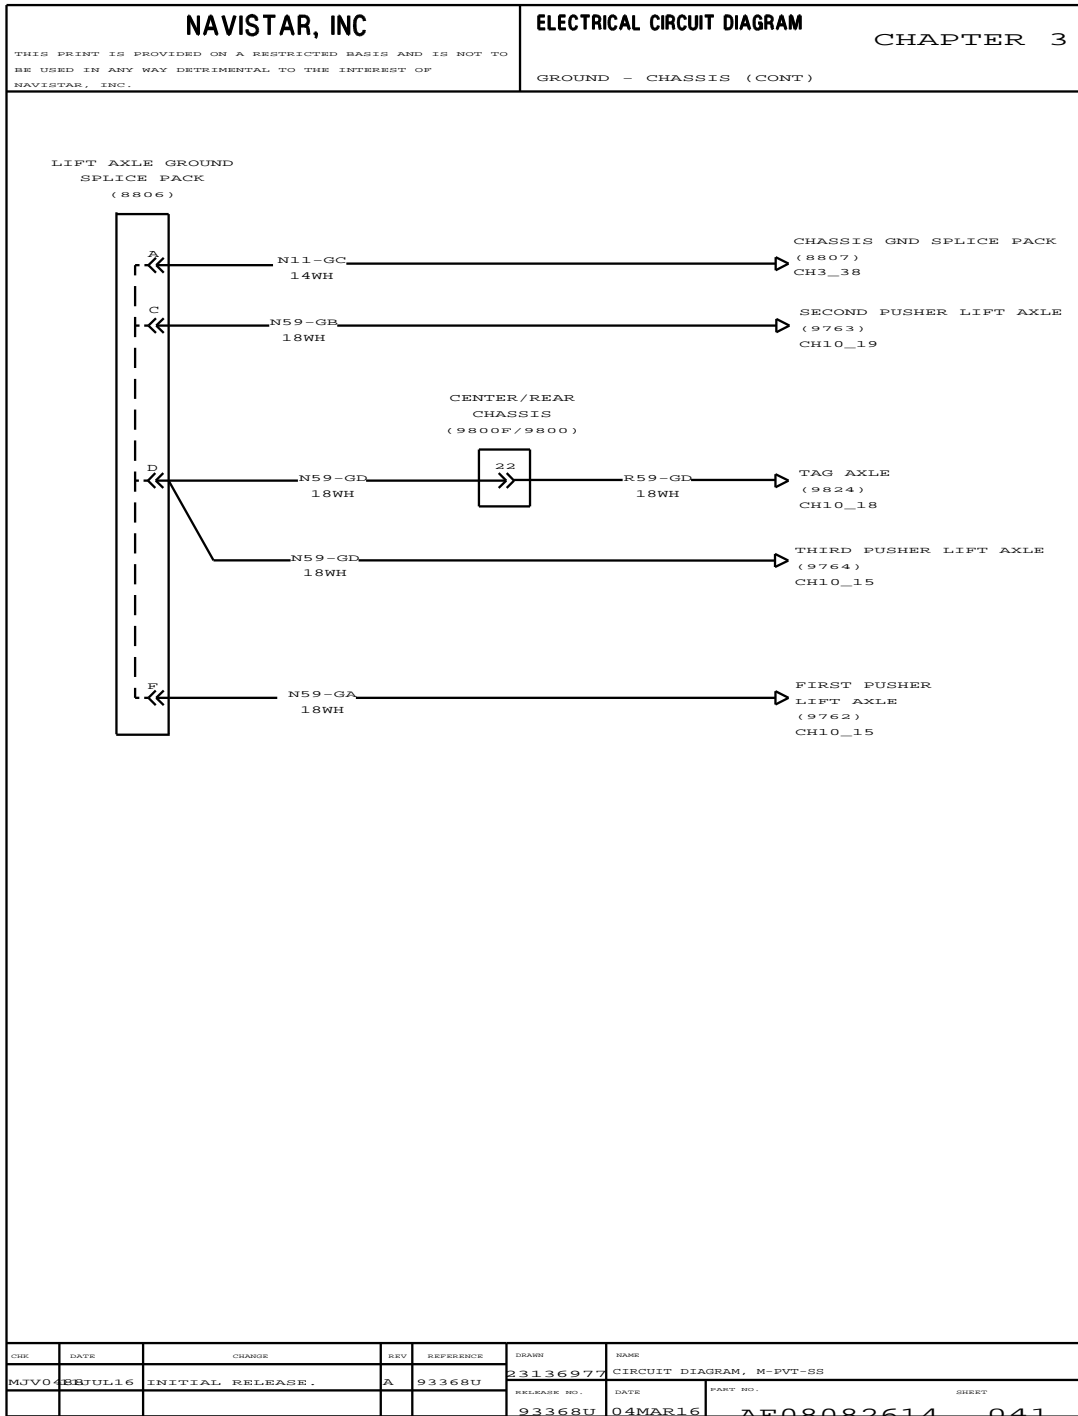 NAVISTAR, INC
THIS PRINT IS PROVIDED ON A RESTRICTED BASIS AND IS NOT TO
BE USED IN ANY WAY DETRIMENTAL TO THE INTEREST OF
NAVISTAR, INC.
ELECTRICAL CIRCUIT DIAGRAM
CHAPTER 3
GROUND - CHASSIS (CONT)
LIFT AXLE GROUND
SPLICE PACK
(8806)
A
N11-GC
14WH
CHASSIS GND SPLICE PACK
(8807)
CH3_38
C
N59-GB
18WH
SECOND PUSHER LIFT AXLE
(9763)
CH10_19
CENTER/REAR
CHASSIS
(9800F/9800)
D
N59-GD
18WH
22
R59-GD
18WH
TAG AXLE
(9824)
CH10_18
N59-GD
18WH
THIRD PUSHER LIFT AXLE
(9764)
CH10_15
F
N59-GA
18WH
FIRST PUSHER
LIFT AXLE
(9762)
CH10_15
CHK DATE CHANGE REV REFERENCE
INITIAL RELEASE. A 93368U
DRAWN
23136977
NAME
CIRCUIT DIAGRAM, M-PVT-SS
RELEASE NO.
93368U
DATE
04MAR16
PART NO.
AF08082614
SHEET
041